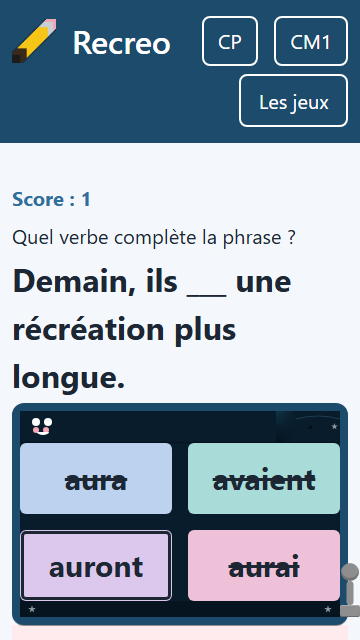 Recreo
CP
CM1
Les jeux
Score : 1
Quel verbe complète la phrase ?
Demain, ils ___ une
récréation plus
longue.
aura
avaient
auront
aurai